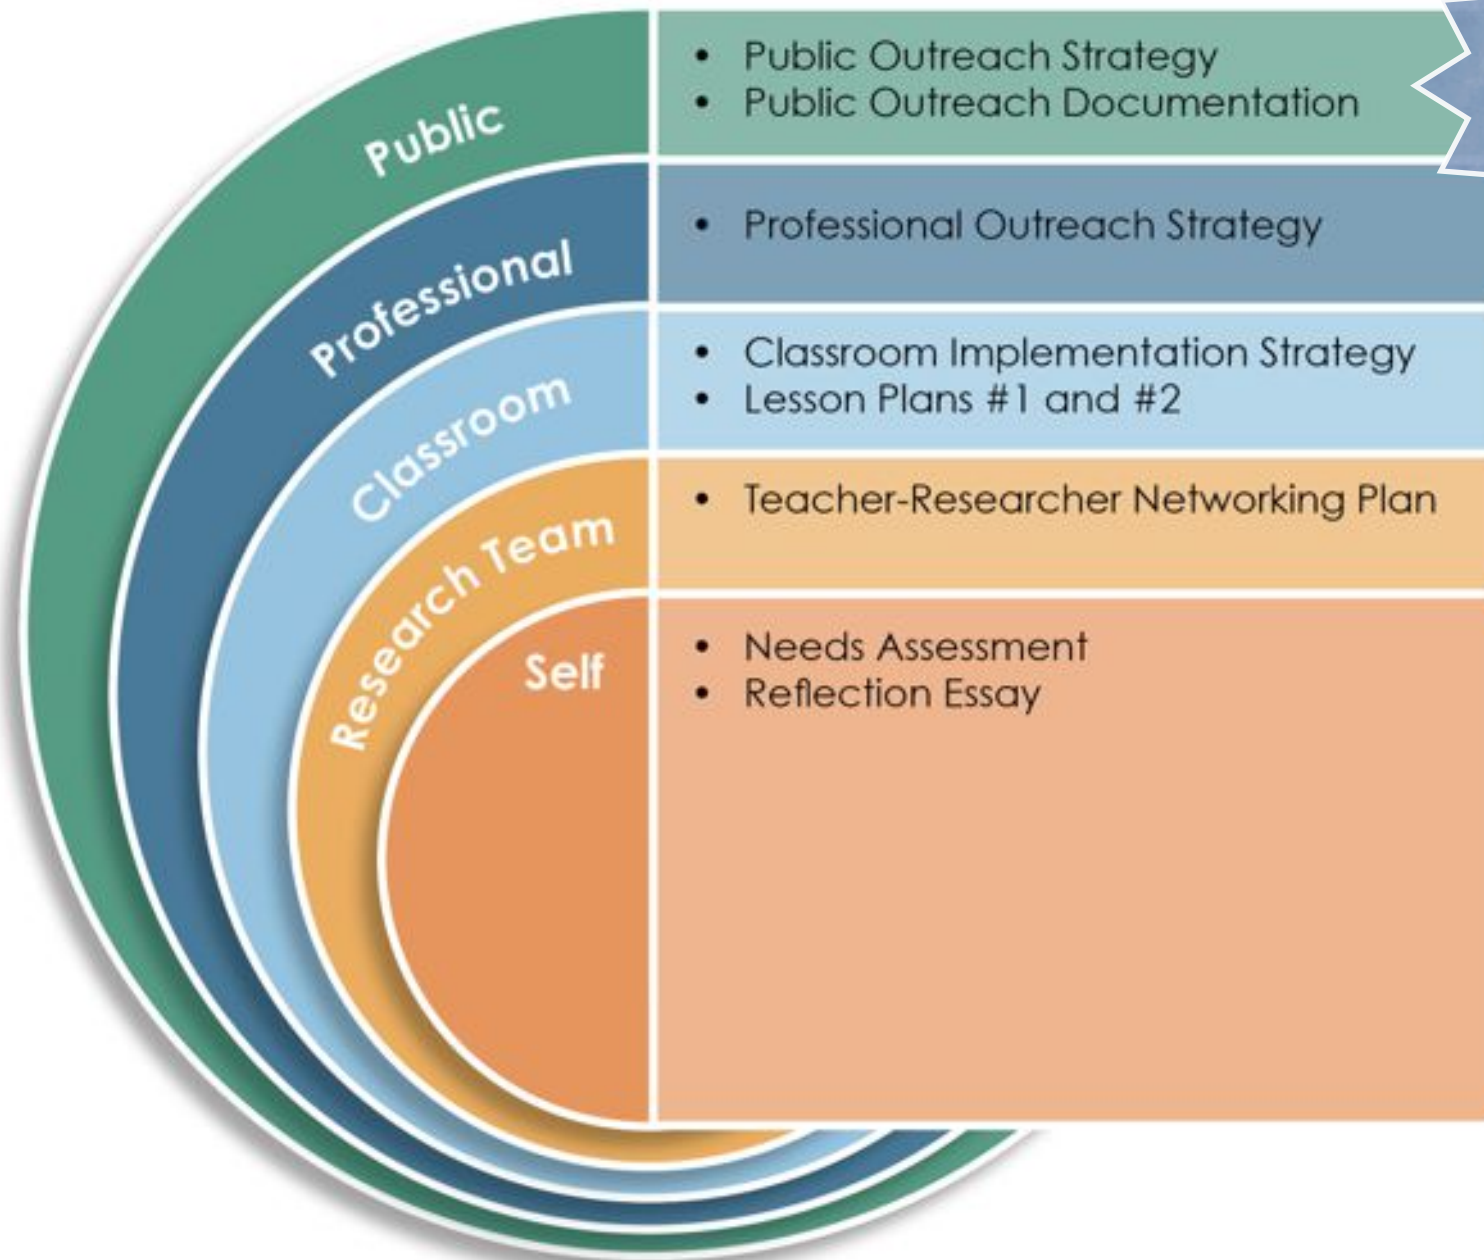 Public
• Public Outreach Strategy
• Public Outreach Documentation
Professional
• Professional Outreach Strategy
Classroom
• Classroom Implementation Strategy
• Lesson Plans #1 and #2
Research Team
• Teacher-Researcher Networking Plan
Self
• Needs Assessment
• Reflection Essay